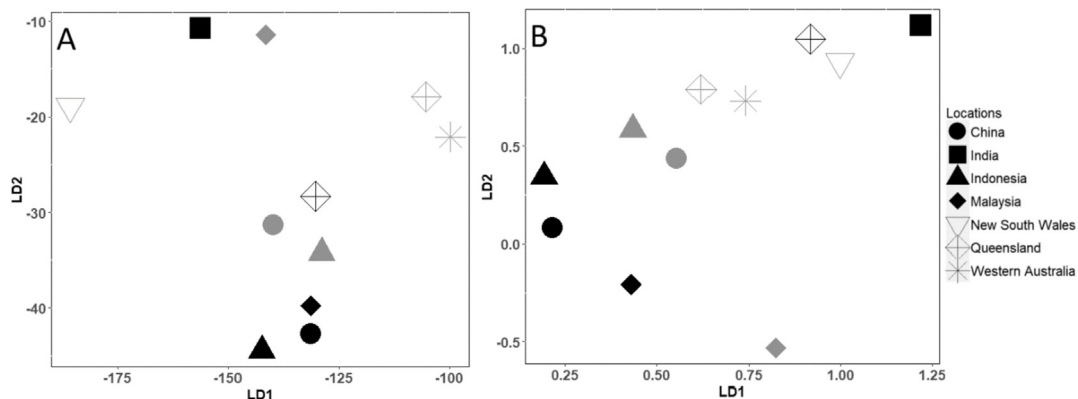 A
-10
-20
-30
-40
LD2
-175
-150
-125
-100
LD1
B
1.0
0.5
0.0
-0.5
LD2
0.25
0.50
0.75
1.00
1.25
LD1
Locations
China
India
Indonesia
Malaysia
New South Wales
Queensland
Western Australia